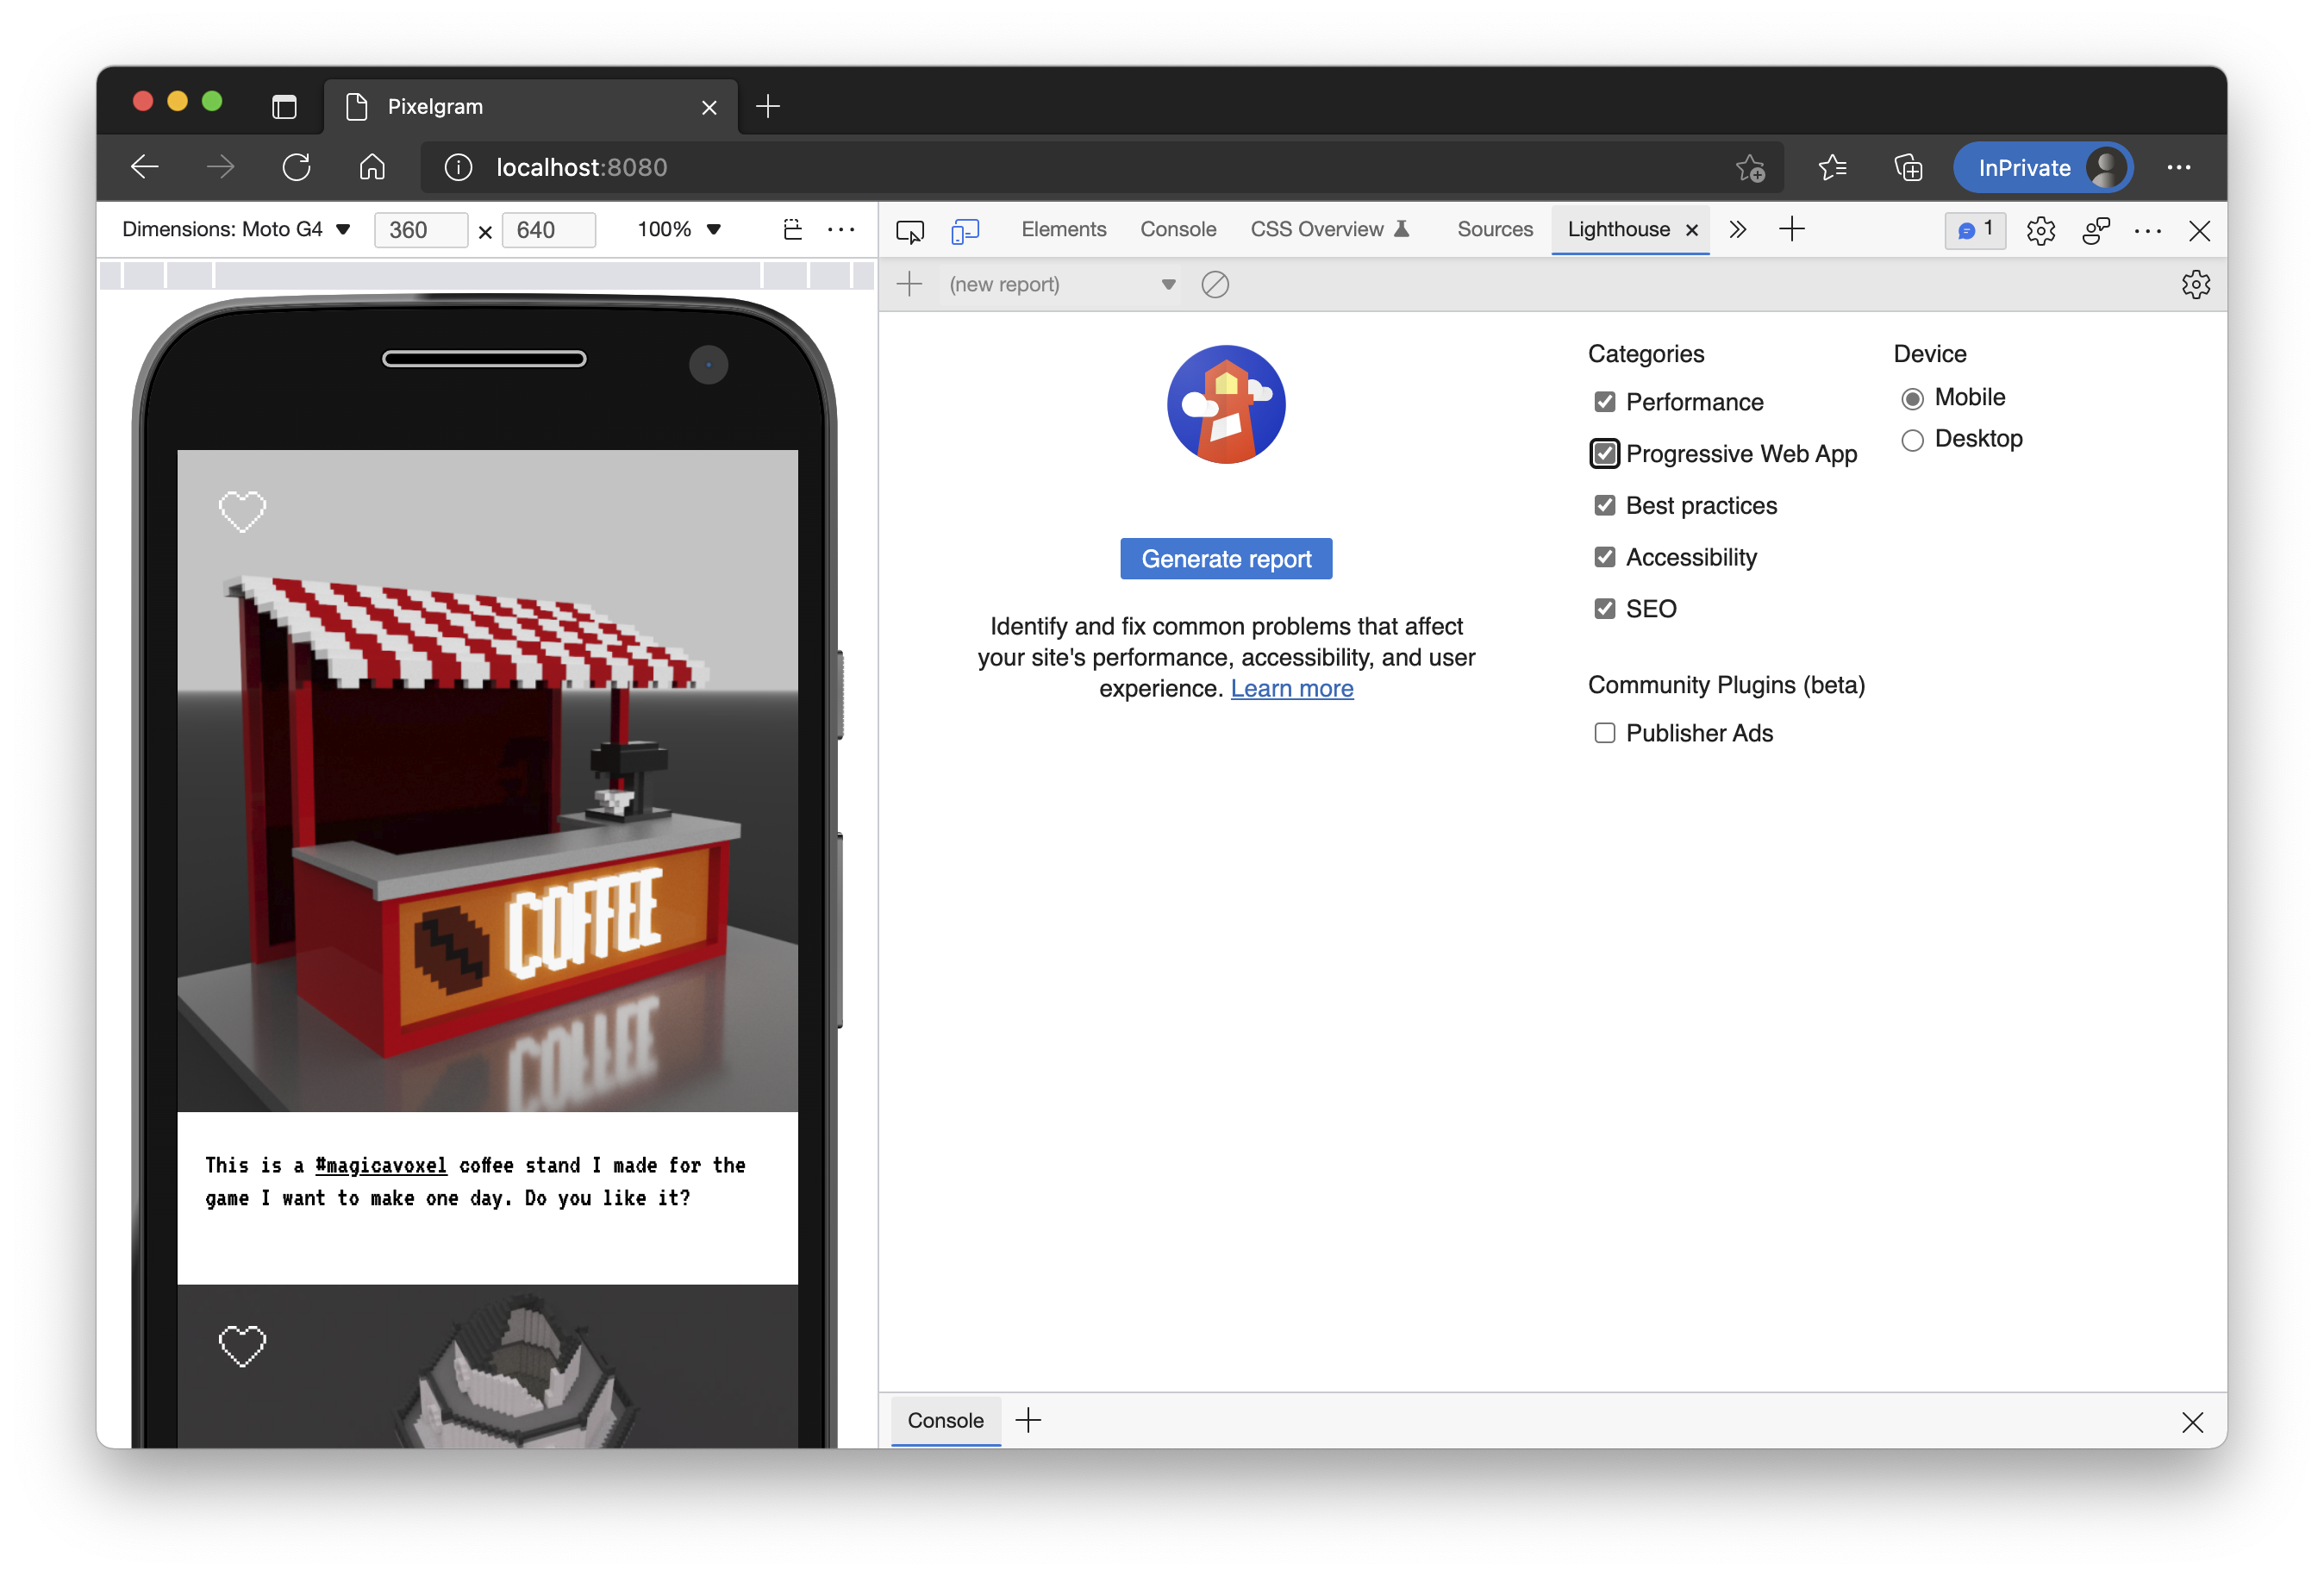 Pixelgram
localhost:8080
InPrivate
Dimensions: Moto G4 360 × 640 100%
Elements Console CSS Overview Sources Lighthouse 1
(new report)
Categories Device
Performance Mobile
Progressive Web App Desktop
Best practices
Accessibility
SEO
Community Plugins (beta)
Publisher Ads
Generate report
Identify and fix common problems that affect
your site's performance, accessibility, and user
experience. Learn more
COFFEE
This is a #magicavoxel coffee stand I made for the
game I want to make one day. Do you like it?
Console